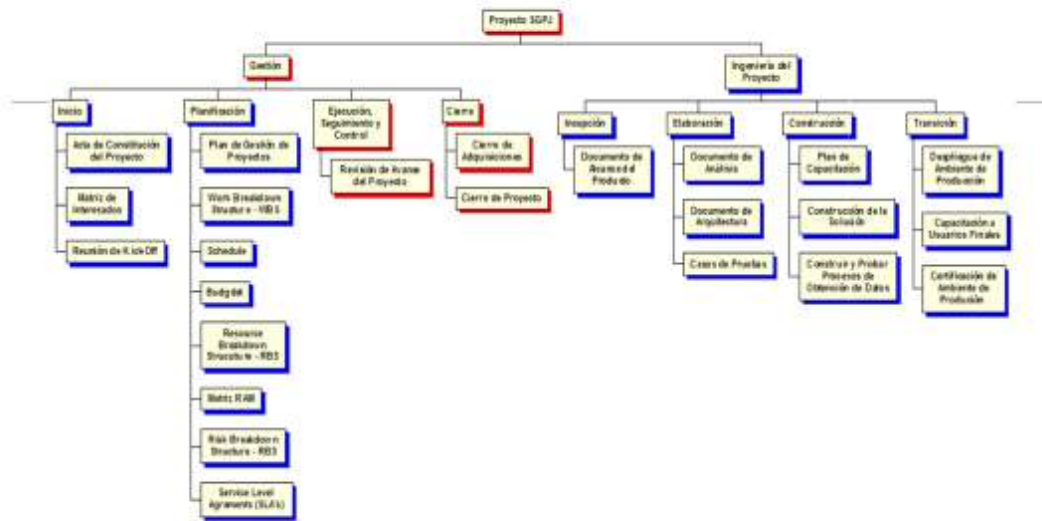 Proyecto SGPJ
Gestión
Ingeniería del
Proyecto
Inicio
Planificación
Ejecución,
Seguimiento y
Control
Cierre
Incepción
Elaboración
Construcción
Transición
Acta de Constitución
del Proyecto
Matriz de
Interesados
Reunión de Kick Off
Plan de Gestión de
Proyectos
Work Breakdown
Structure - WBS
Schedule
Budget
Resource
Breakdown
Structure - RBS
Matriz RAM
Risk Breakdown
Structure - RBS
Service Level
Agraments (SLA's)
Revisión de Avance
del Proyecto
Cierre de
Adquisiciones
Cierre de Proyecto
Documento de
Alcance del
Producto
Documento de
Análisis
Documento de
Arquitectura
Casos de Pruebas
Plan de
Capacitación
Construcción de la
Solución
Construir y Probar
Procesos de
Obtención de Datos
Despliegue de
Ambiente de
Producción
Capacitación a
Usuarios Finales
Certificación de
Ambiente de
Producción